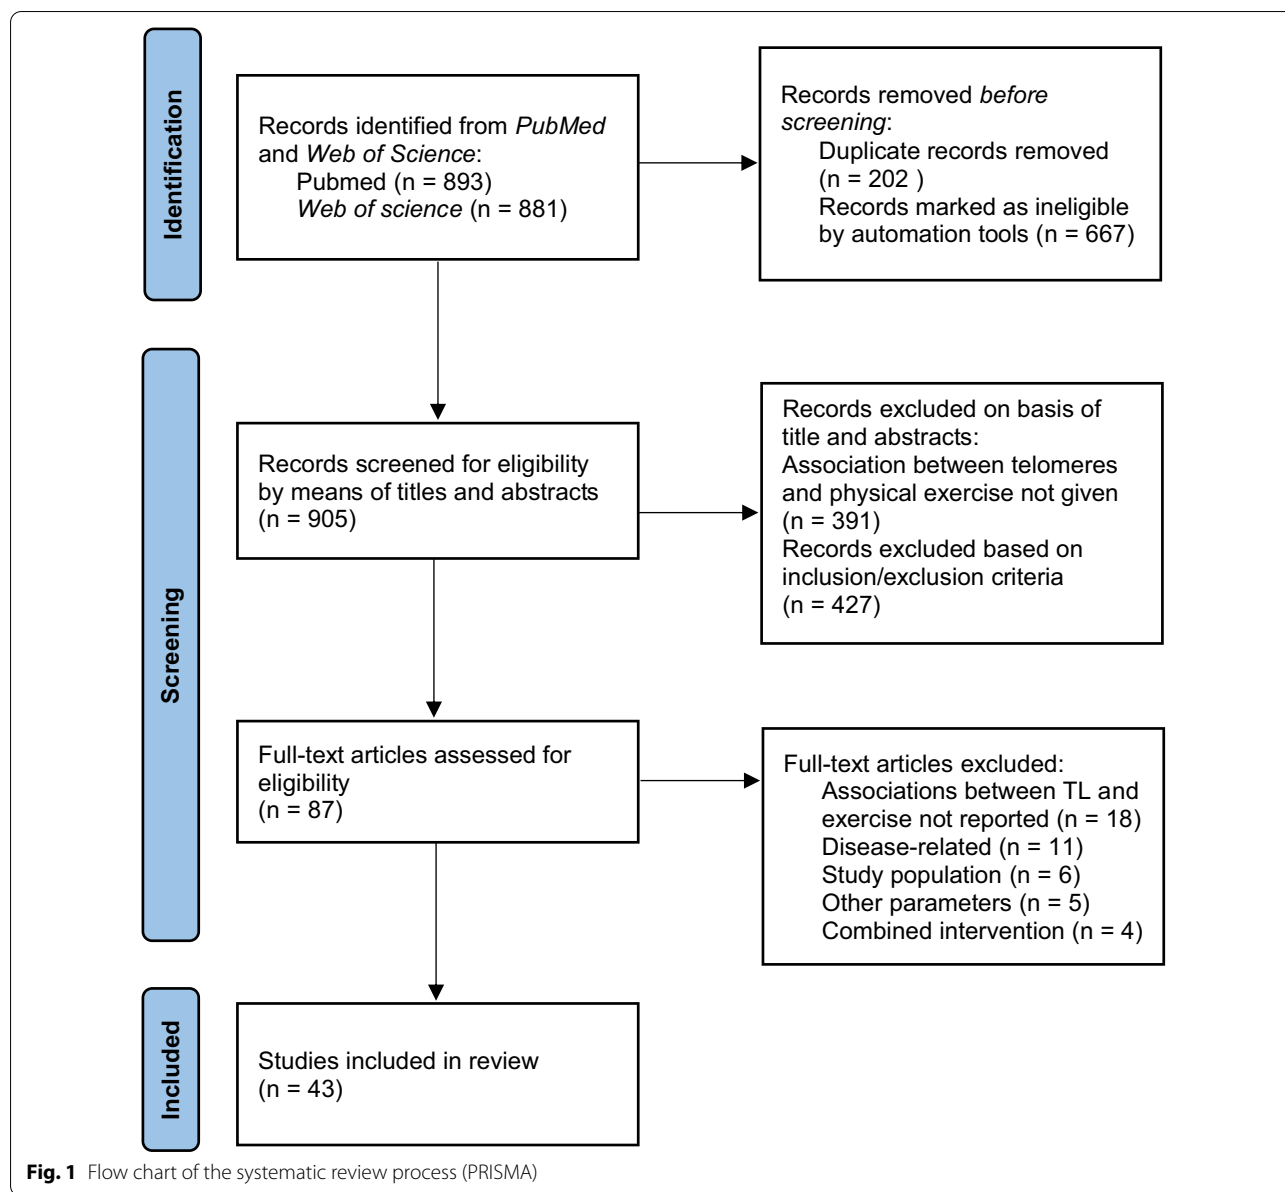 Identification
Records identified from PubMed
and Web of Science:
Pubmed (n = 893)
Web of science (n = 881)
Records removed before
screening:
Duplicate records removed
(n = 202 )
Records marked as ineligible
by automation tools (n = 667)
Screening
Records screened for eligibility
by means of titles and abstracts
(n = 905)
Records excluded on basis of
title and abstracts:
Association between telomeres
and physical exercise not given
(n = 391)
Records excluded based on
inclusion/exclusion criteria
(n = 427)
Full-text articles assessed for
eligibility
(n = 87)
Full-text articles excluded:
Associations between TL and
exercise not reported (n = 18)
Disease-related (n = 11)
Study population (n = 6)
Other parameters (n = 5)
Combined intervention (n = 4)
Included
Studies included in review
(n = 43)
Fig. 1 Flow chart of the systematic review process (PRISMA)